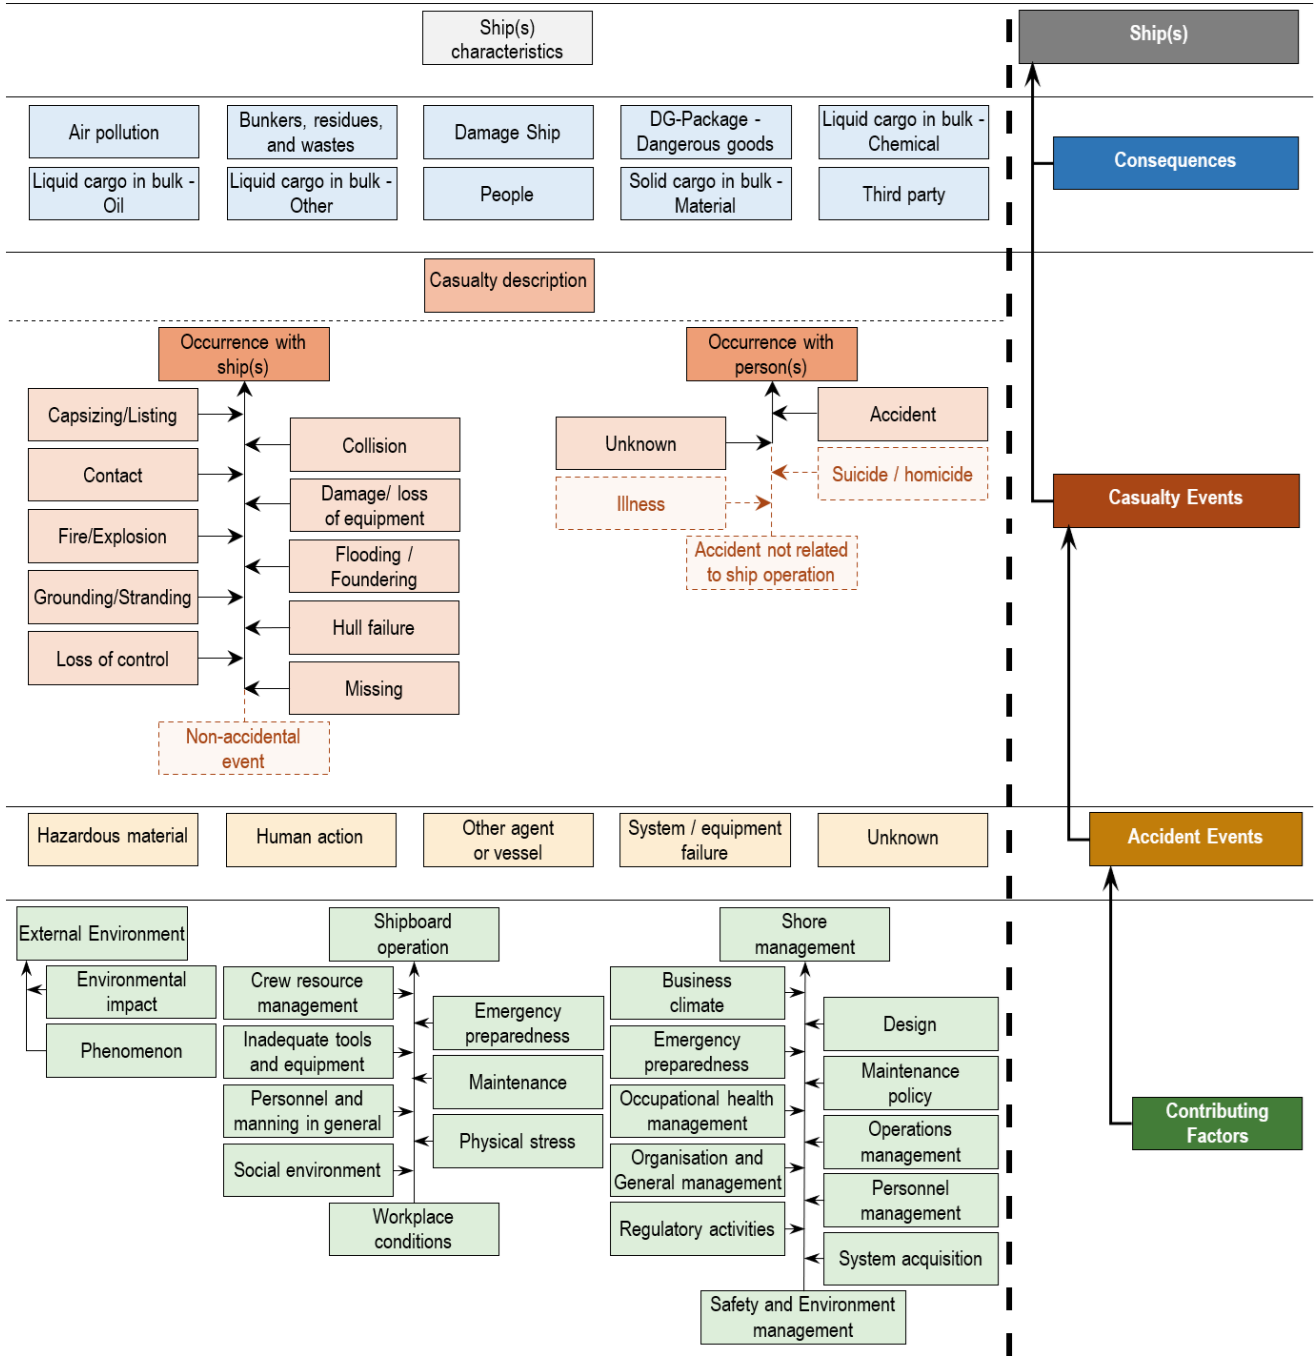 Ship(s)
characteristics
Ship(s)
Air pollution
Bunkers, residues,
and wastes
Damage Ship
DG-Package -
Dangerous goods
Liquid cargo in bulk -
Chemical
Consequences
Liquid cargo in bulk -
Oil
Liquid cargo in bulk -
Other
People
Solid cargo in bulk -
Material
Third party
Casualty description
Occurrence with
ship(s)
Capsizing/Listing
Collision
Contact
Damage/ loss
of equipment
Fire/Explosion
Flooding /
Foundering
Grounding/Stranding
Hull failure
Loss of control
Missing
Non-accidental
event
Occurrence with
person(s)
Accident
Unknown
Suicide / homicide
Illness
Accident not related
to ship operation
Casualty Events
Hazardous material
Human action
Other agent
or vessel
System / equipment
failure
Unknown
Accident Events
External Environment
Environmental
impact
Phenomenon
Shipboard
operation
Crew resource
management
Emergency
preparedness
Inadequate tools
and equipment
Maintenance
Personnel and
manning in general
Physical stress
Social environment
Workplace
conditions
Shore
management
Business
climate
Design
Emergency
preparedness
Maintenance
policy
Occupational health
management
Operations
management
Organisation and
General management
Personnel
management
Regulatory activities
System acquisition
Safety and Environment
management
Contributing
Factors